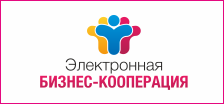 Электронная
БИЗНЕС-КООПЕРАЦИЯ